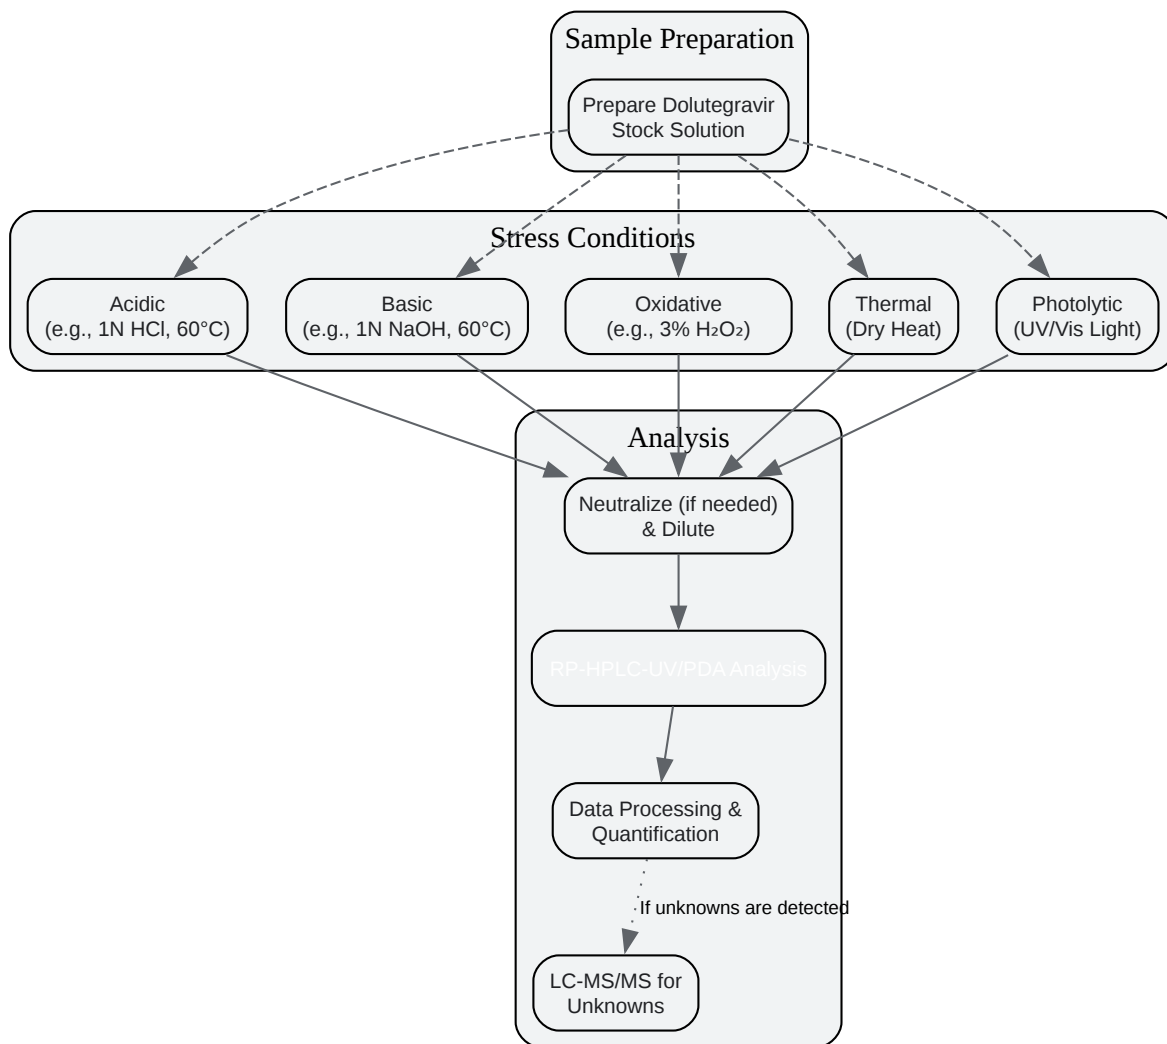 Sample Preparation
Prepare Dolutegravir
Stock Solution
Stress Conditions
Acidic
(e.g., 1N HCl, 60°C)
Basic
(e.g., 1N NaOH, 60°C)
Oxidative
(e.g., 3% H₂O₂)
Thermal
(Dry Heat)
Photolytic
(UV/Vis Light)
Analysis
Neutralize (if needed)
& Dilute
RP-HPLC-UV/PDA Analysis
Data Processing &
Quantification
If unknowns are detected
LC-MS/MS for
Unknowns